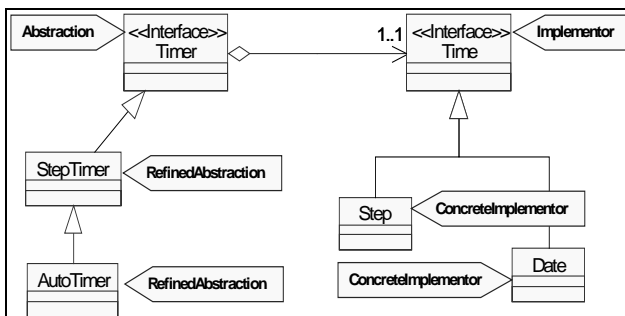 Abstraction
<<Interface>>
Timer
1..1
<<Interface>>
Time
Implementor
StepTimer
RefinedAbstraction
Step
ConcreteImplementor
AutoTimer
RefinedAbstraction
ConcreteImplementor
Date